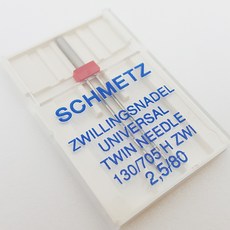 SCHMETZ
ZWILLINGSNADEL
UNIVERSAL
TWIN NEEDLE
130/705 H ZWI
2,5/80